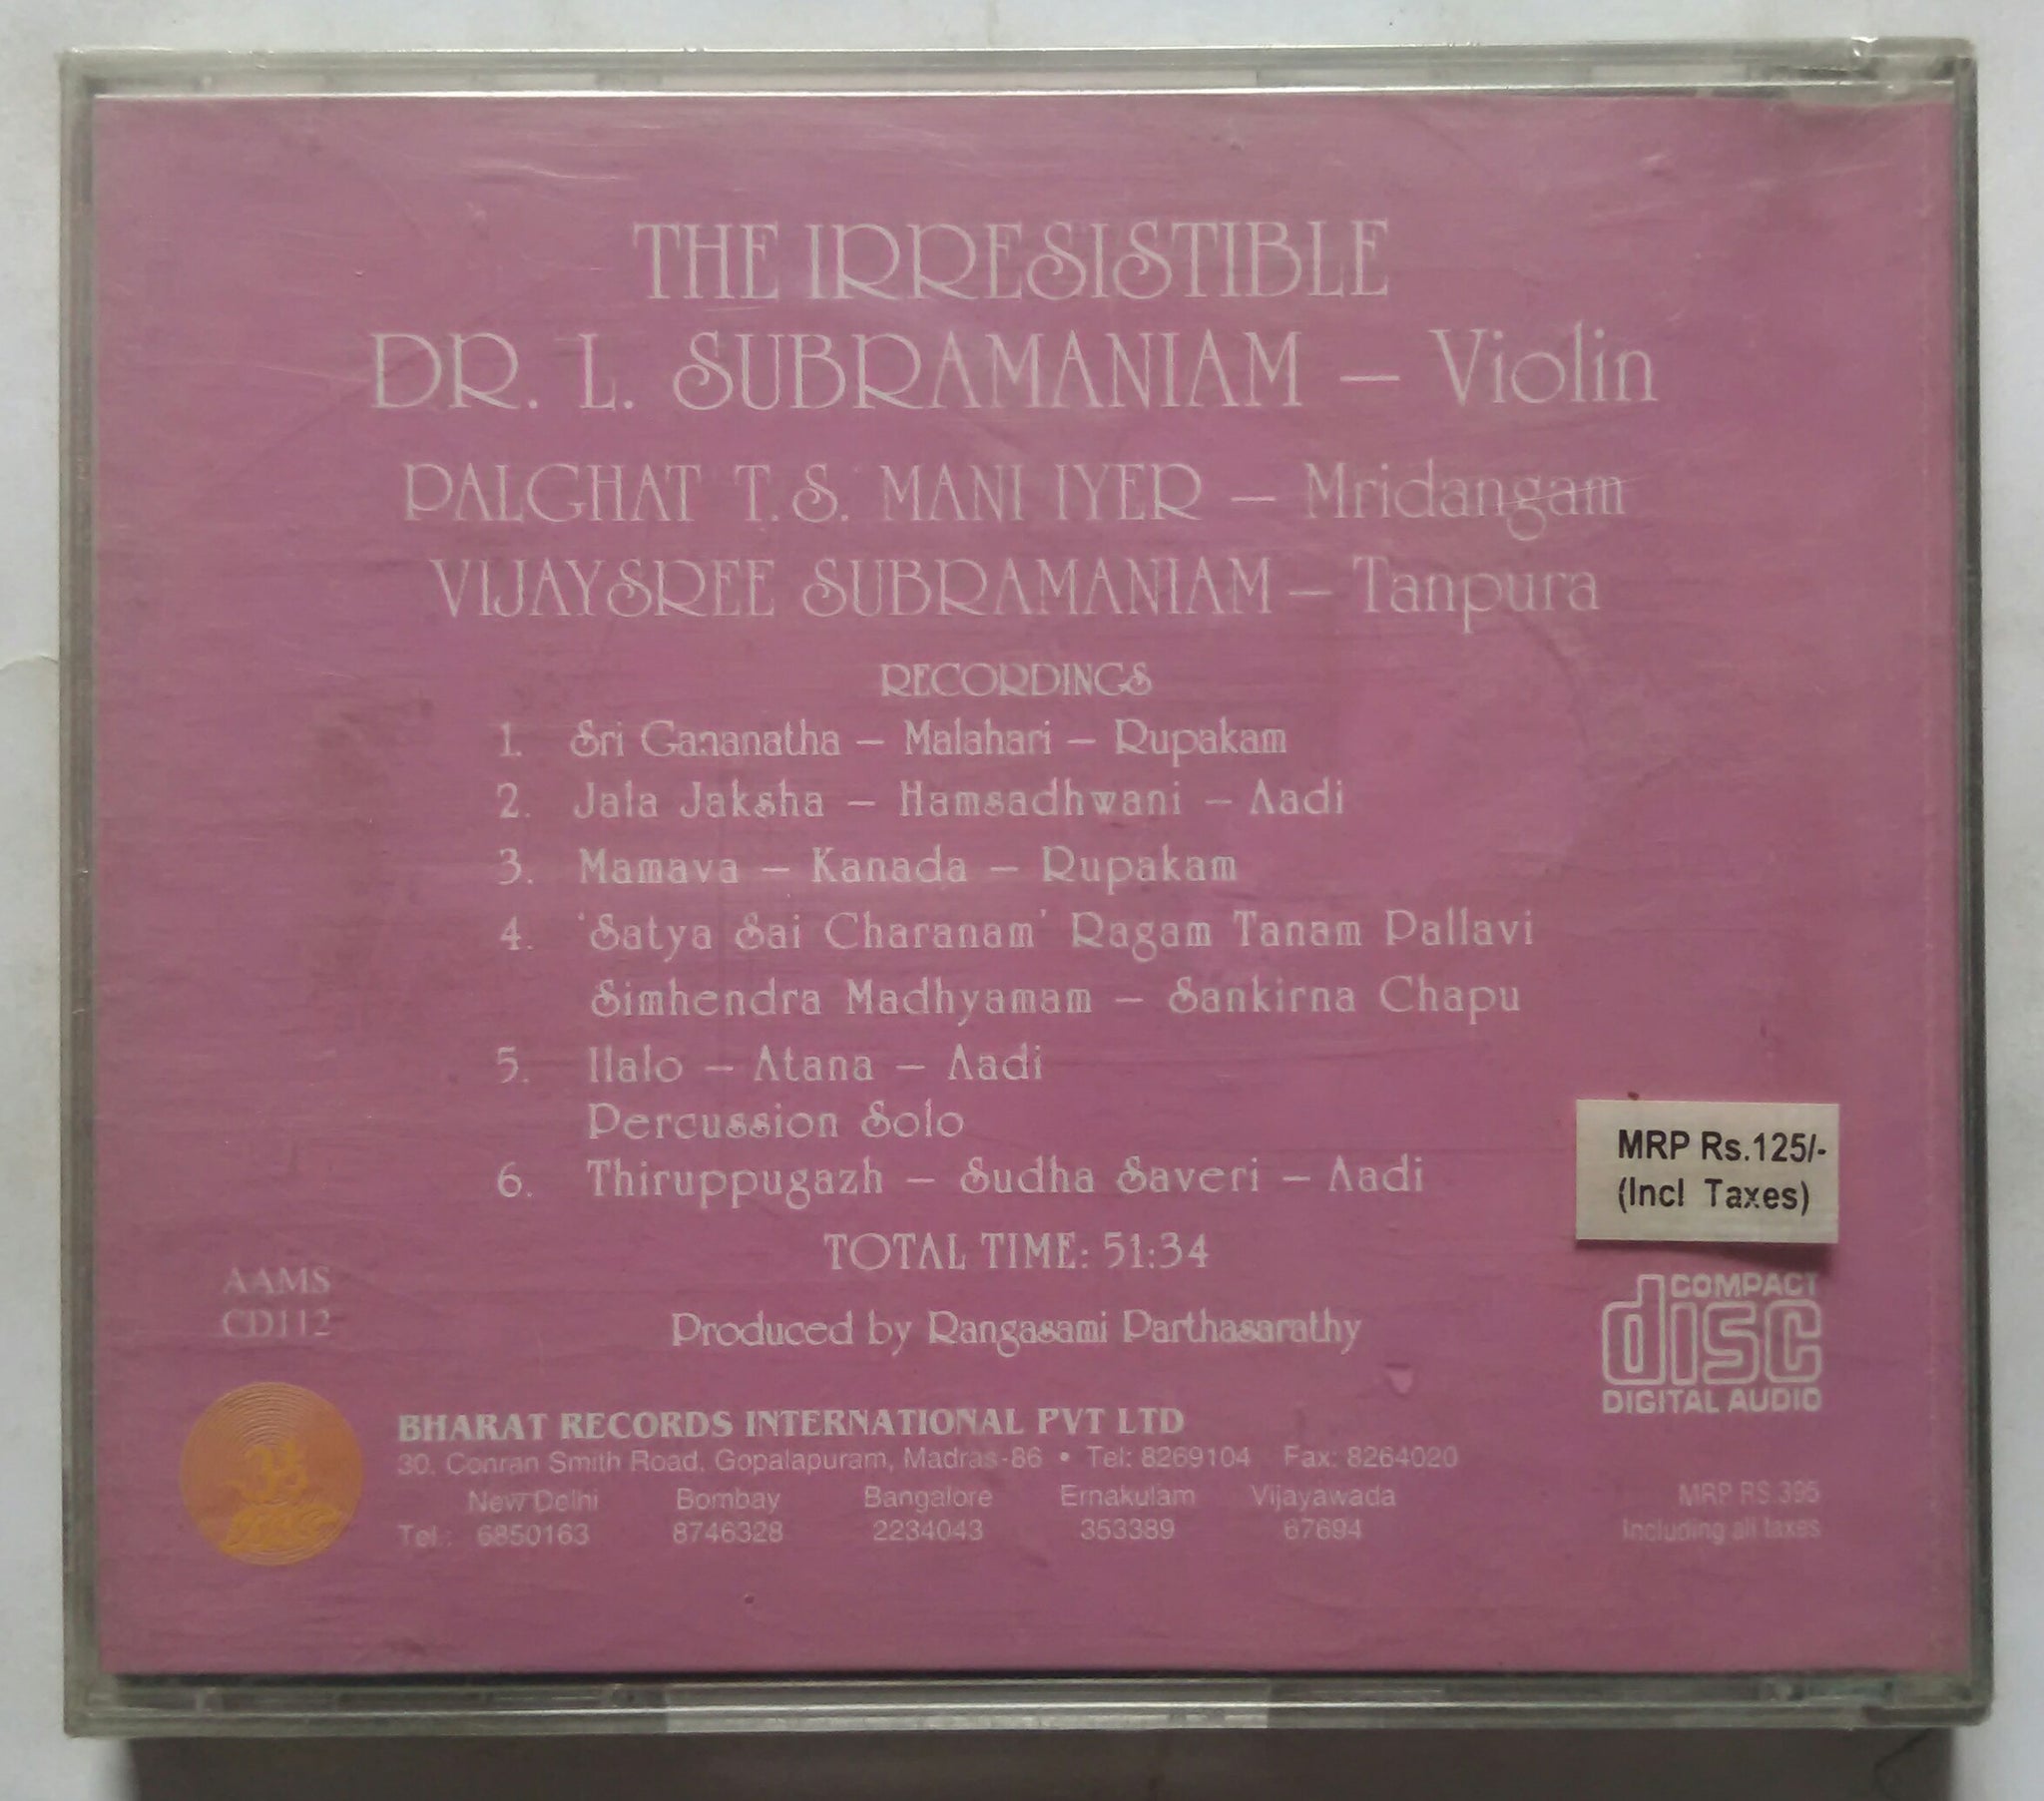 THE IRRESISTIBLE
DR. L. SUBRAMANIAM – Violin
PALGHAT T.S. MANI IYER – Mridangam
VIJAYSREE SUBRAMANIAM – Tanpura
RECORDINGS
1. Sri Gananatha – Malahari – Rupakam
2. Jala Jaksha – Hamsadhwani – Aadi
3. Mamava – Kanada – Rupakam
4. 'Satya Sai Charanam' Ragam Tanam Pallavi
Simhendra Madhyamam – Sankirna Chapu
5. Ilalo – Atana – Aadi
Percussion Solo
6. Thiruppugazh – Sudha Saveri – Aadi
TOTAL TIME: 51:34
Produced by Rangasami Parthasarathy
MRP Rs.125/-
(Incl Taxes)
AAMS
CD112
COMPACT
disc
DIGITAL AUDIO
BHARAT RECORDS INTERNATIONAL PVT LTD
30, Conran Smith Road, Gopalapuram, Madras-86 • Tel: 8269104 Fax: 8264020
New Delhi Bombay Bangalore Ernakulam Vijayawada
Tel.: 6850163 8746328 2234043 353389 67694
MRP RS.395
Including all taxes